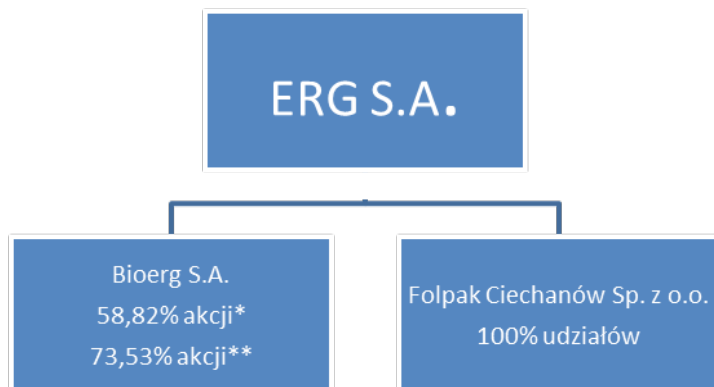 ERG S.A.
Bioerg S.A.
58,82% akcji*
73,53% akcji**
Folpak Ciechanów Sp. z o.o.
100% udziałów